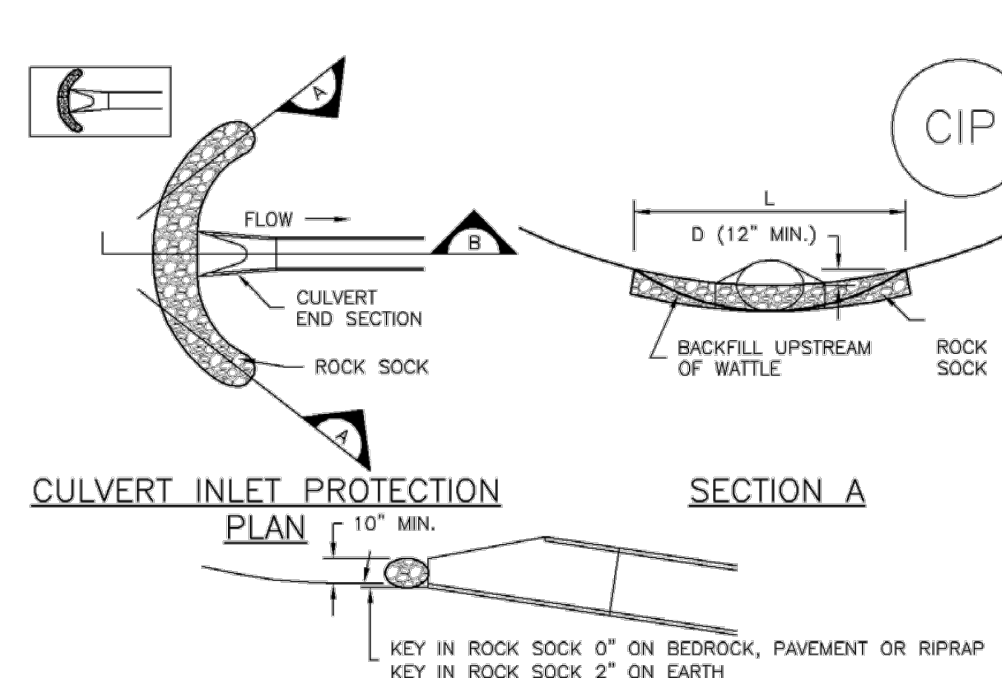 A
CIP
FLOW
B
L
D (12" MIN.)
CULVERT
END SECTION
ROCK SOCK
BACKFILL UPSTREAM
OF WATTLE
ROCK
SOCK
A
CULVERT INLET PROTECTION
PLAN
SECTION A
10" MIN.
KEY IN ROCK SOCK 0" ON BEDROCK, PAVEMENT OR RIPRAP
KEY IN ROCK SOCK 2" ON EARTH